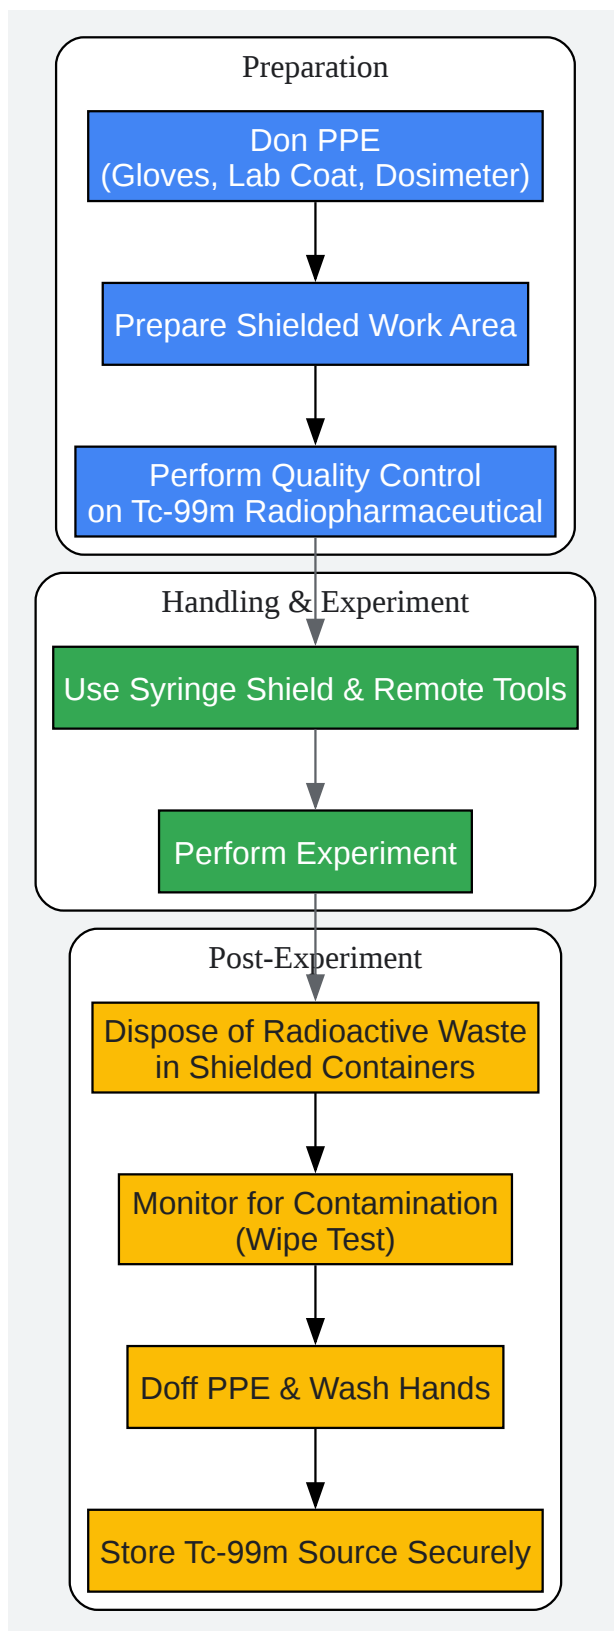 Preparation
Don PPE
(Gloves, Lab Coat, Dosimeter)
Prepare Shielded Work Area
Perform Quality Control
on Tc-99m Radiopharmaceutical
Handling & Experiment
Use Syringe Shield & Remote Tools
Perform Experiment
Post-Experiment
Dispose of Radioactive Waste
in Shielded Containers
Monitor for Contamination
(Wipe Test)
Doff PPE & Wash Hands
Store Tc-99m Source Securely